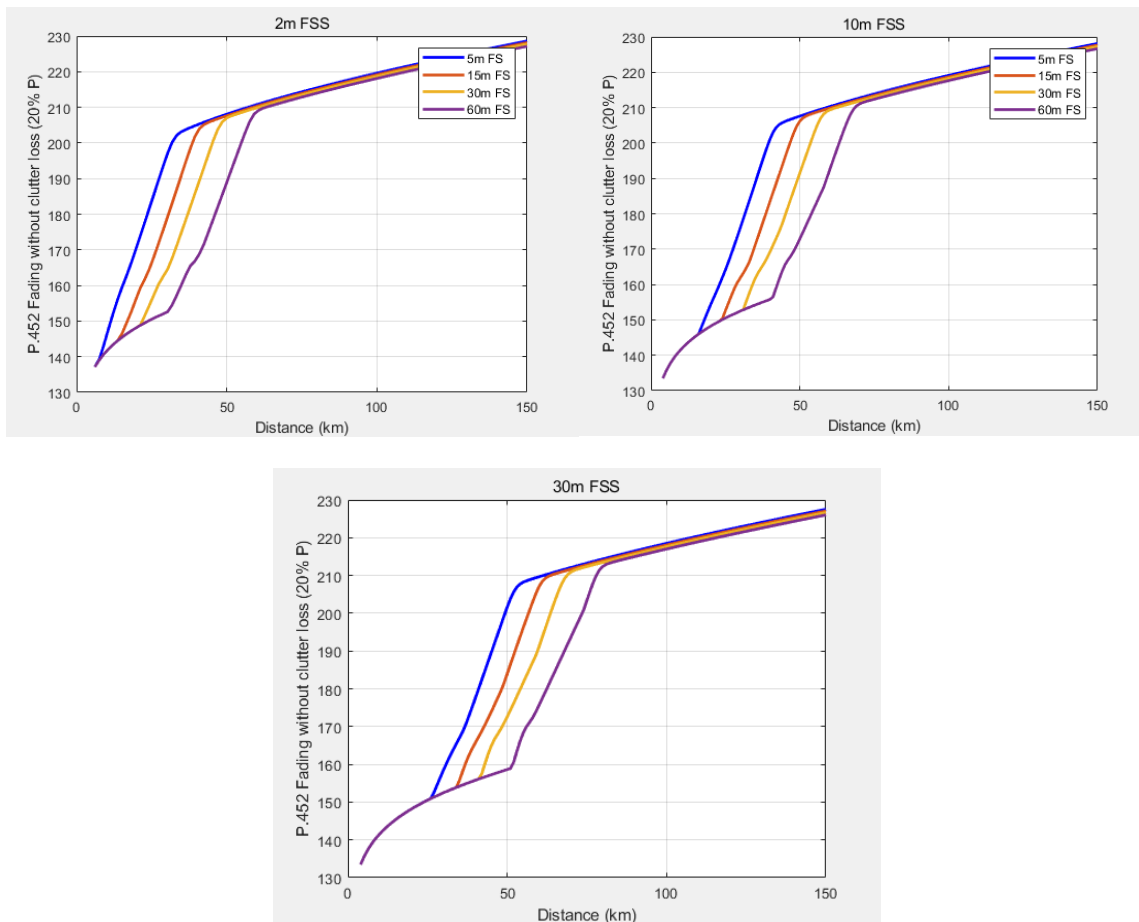 2m FSS
P.452 Fading without clutter loss (20% P)
230
220
210
200
190
180
170
160
150
140
130
0
50
100
150
Distance (km)
5m FS
15m FS
30m FS
60m FS
10m FSS
P.452 Fading without clutter loss (20% P)
230
220
210
200
190
180
170
160
150
140
130
0
50
100
150
Distance (km)
5m FS
15m FS
30m FS
60m FS
30m FSS
P.452 Fading without clutter loss (20% P)
230
220
210
200
190
180
170
160
150
140
130
0
50
100
150
Distance (km)